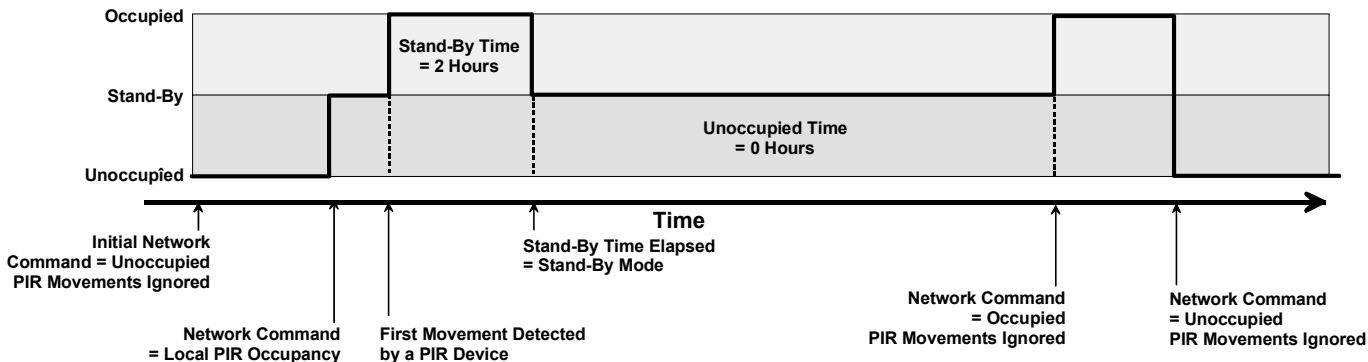 Occupied
Stand-By Time
= 2 Hours
Stand-By
Unoccupied Time
= 0 Hours
Unoccupied
Time
Initial Network
Command = Unoccupied
PIR Movements Ignored
Stand-By Time Elapsed
= Stand-By Mode
Network Command
= Local PIR Occupancy
First Movement Detected
by a PIR Device
Network Command
= Occupied
PIR Movements Ignored
Network Command
= Unoccupied
PIR Movements Ignored